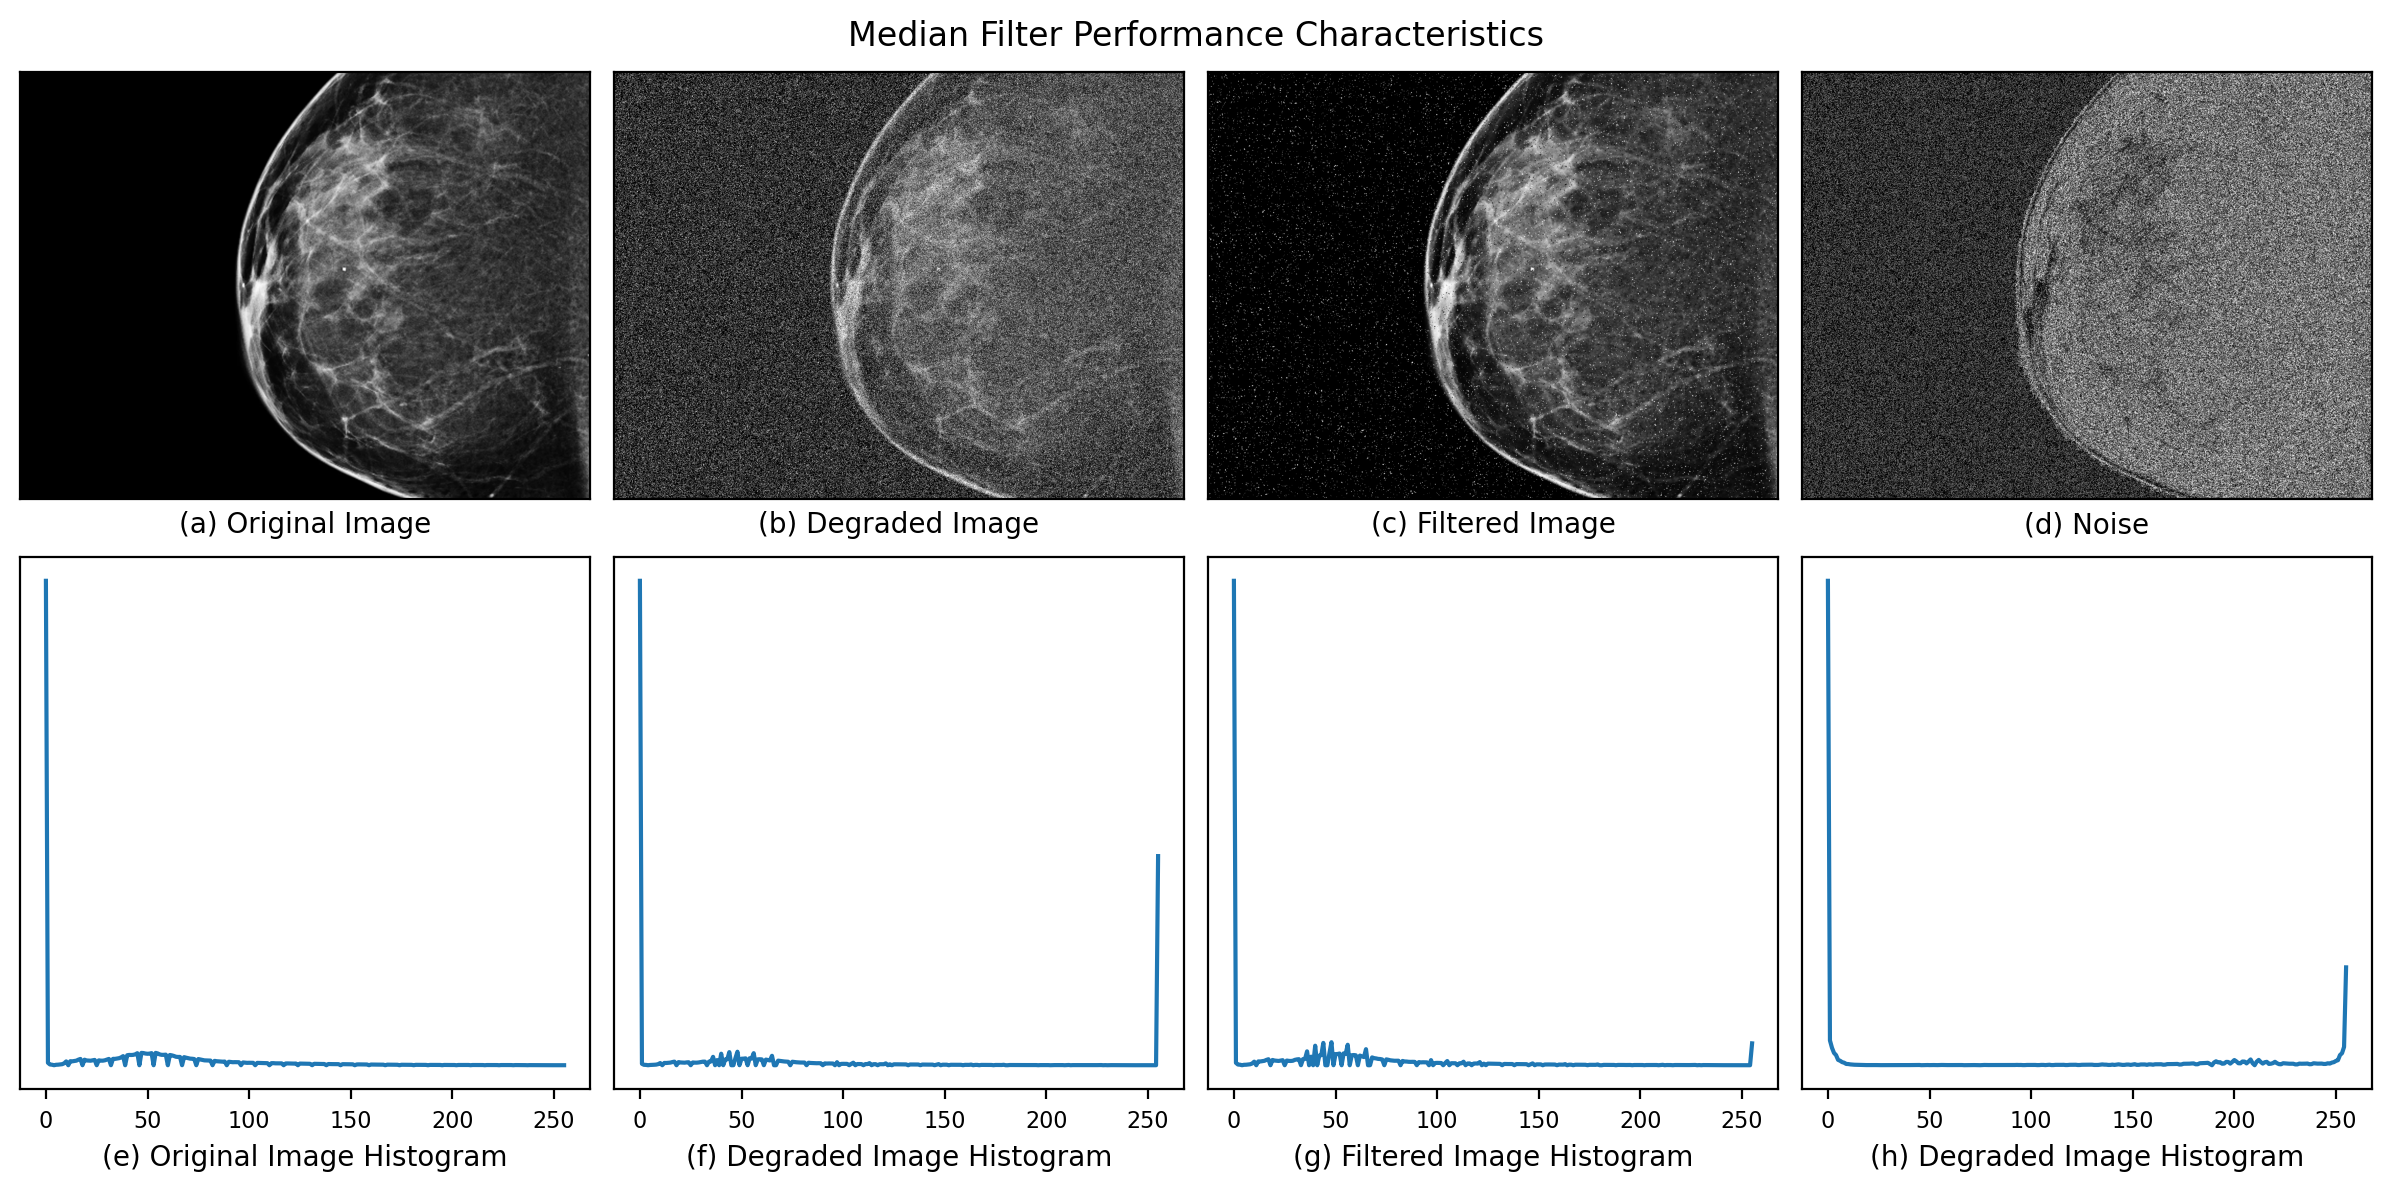 Median Filter Performance Characteristics
(a) Original Image
(b) Degraded Image
(c) Filtered Image
(d) Noise
0 50 100 150 200 250
0 50 100 150 200 250
0 50 100 150 200 250
0 50 100 150 200 250
(e) Original Image Histogram
(f) Degraded Image Histogram
(g) Filtered Image Histogram
(h) Degraded Image Histogram